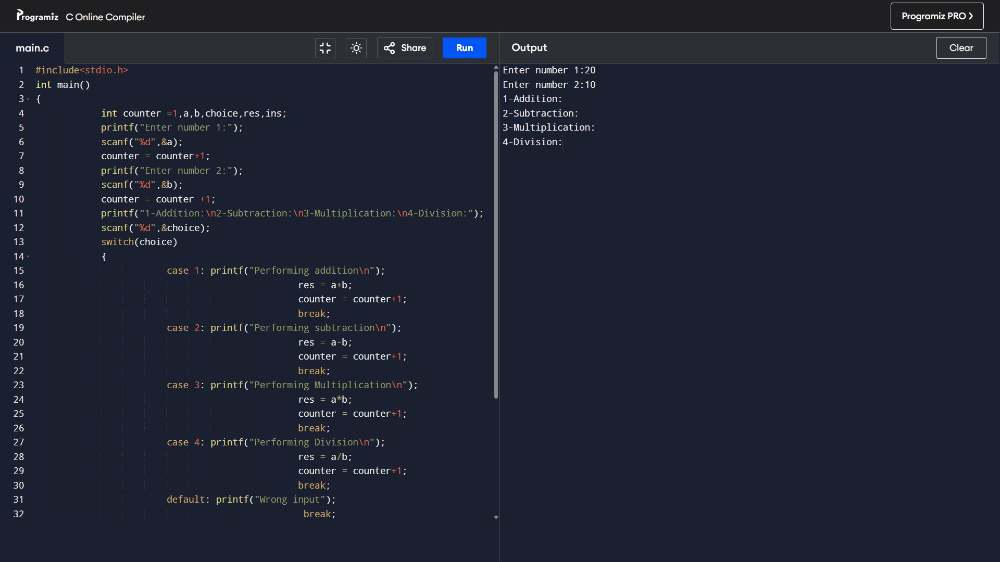 Programiz C Online Compiler
Programiz PRO ❯
main.c
Share
Run
Output
Clear
1 #include<stdio.h>
2 int main()
3 {
4 int counter =1,a,b,choice,res,ins;
5 printf("Enter number 1:");
6 scanf("%d",&a);
7 counter = counter+1;
8 printf("Enter number 2:");
9 scanf("%d",&b);
10 counter = counter +1;
11 printf("1-Addition:\n2-Subtraction:\n3-Multiplication:\n4-Division:");
12 scanf("%d",&choice);
13 switch(choice)
14 {
15 case 1: printf("Performing addition\n");
16 res = a+b;
17 counter = counter+1;
18 break;
19 case 2: printf("Performing subtraction\n");
20 res = a-b;
21 counter = counter+1;
22 break;
23 case 3: printf("Performing Multiplication\n");
24 res = a*b;
25 counter = counter+1;
26 break;
27 case 4: printf("Performing Division\n");
28 res = a/b;
29 counter = counter+1;
30 break;
31 default: printf("Wrong input");
32 break;
Enter number 1:20
Enter number 2:10
1-Addition:
2-Subtraction:
3-Multiplication:
4-Division: